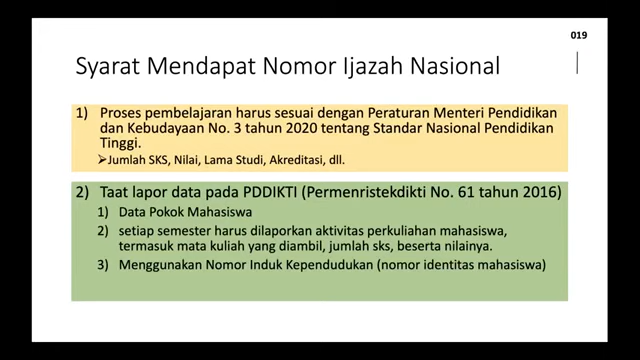 019
Syarat Mendapat Nomor Ijazah Nasional
1) Proses pembelajaran harus sesuai dengan Peraturan Menteri Pendidikan
dan Kebudayaan No. 3 tahun 2020 tentang Standar Nasional Pendidikan
Tinggi.
➢Jumlah SKS, Nilai, Lama Studi, Akreditasi, dll.
2) Taat lapor data pada PDDIKTI (Permenristekdikti No. 61 tahun 2016)
1) Data Pokok Mahasiswa
2) setiap semester harus dilaporkan aktivitas perkuliahan mahasiswa,
termasuk mata kuliah yang diambil, jumlah sks, beserta nilainya.
3) Menggunakan Nomor Induk Kependudukan (nomor identitas mahasiswa)